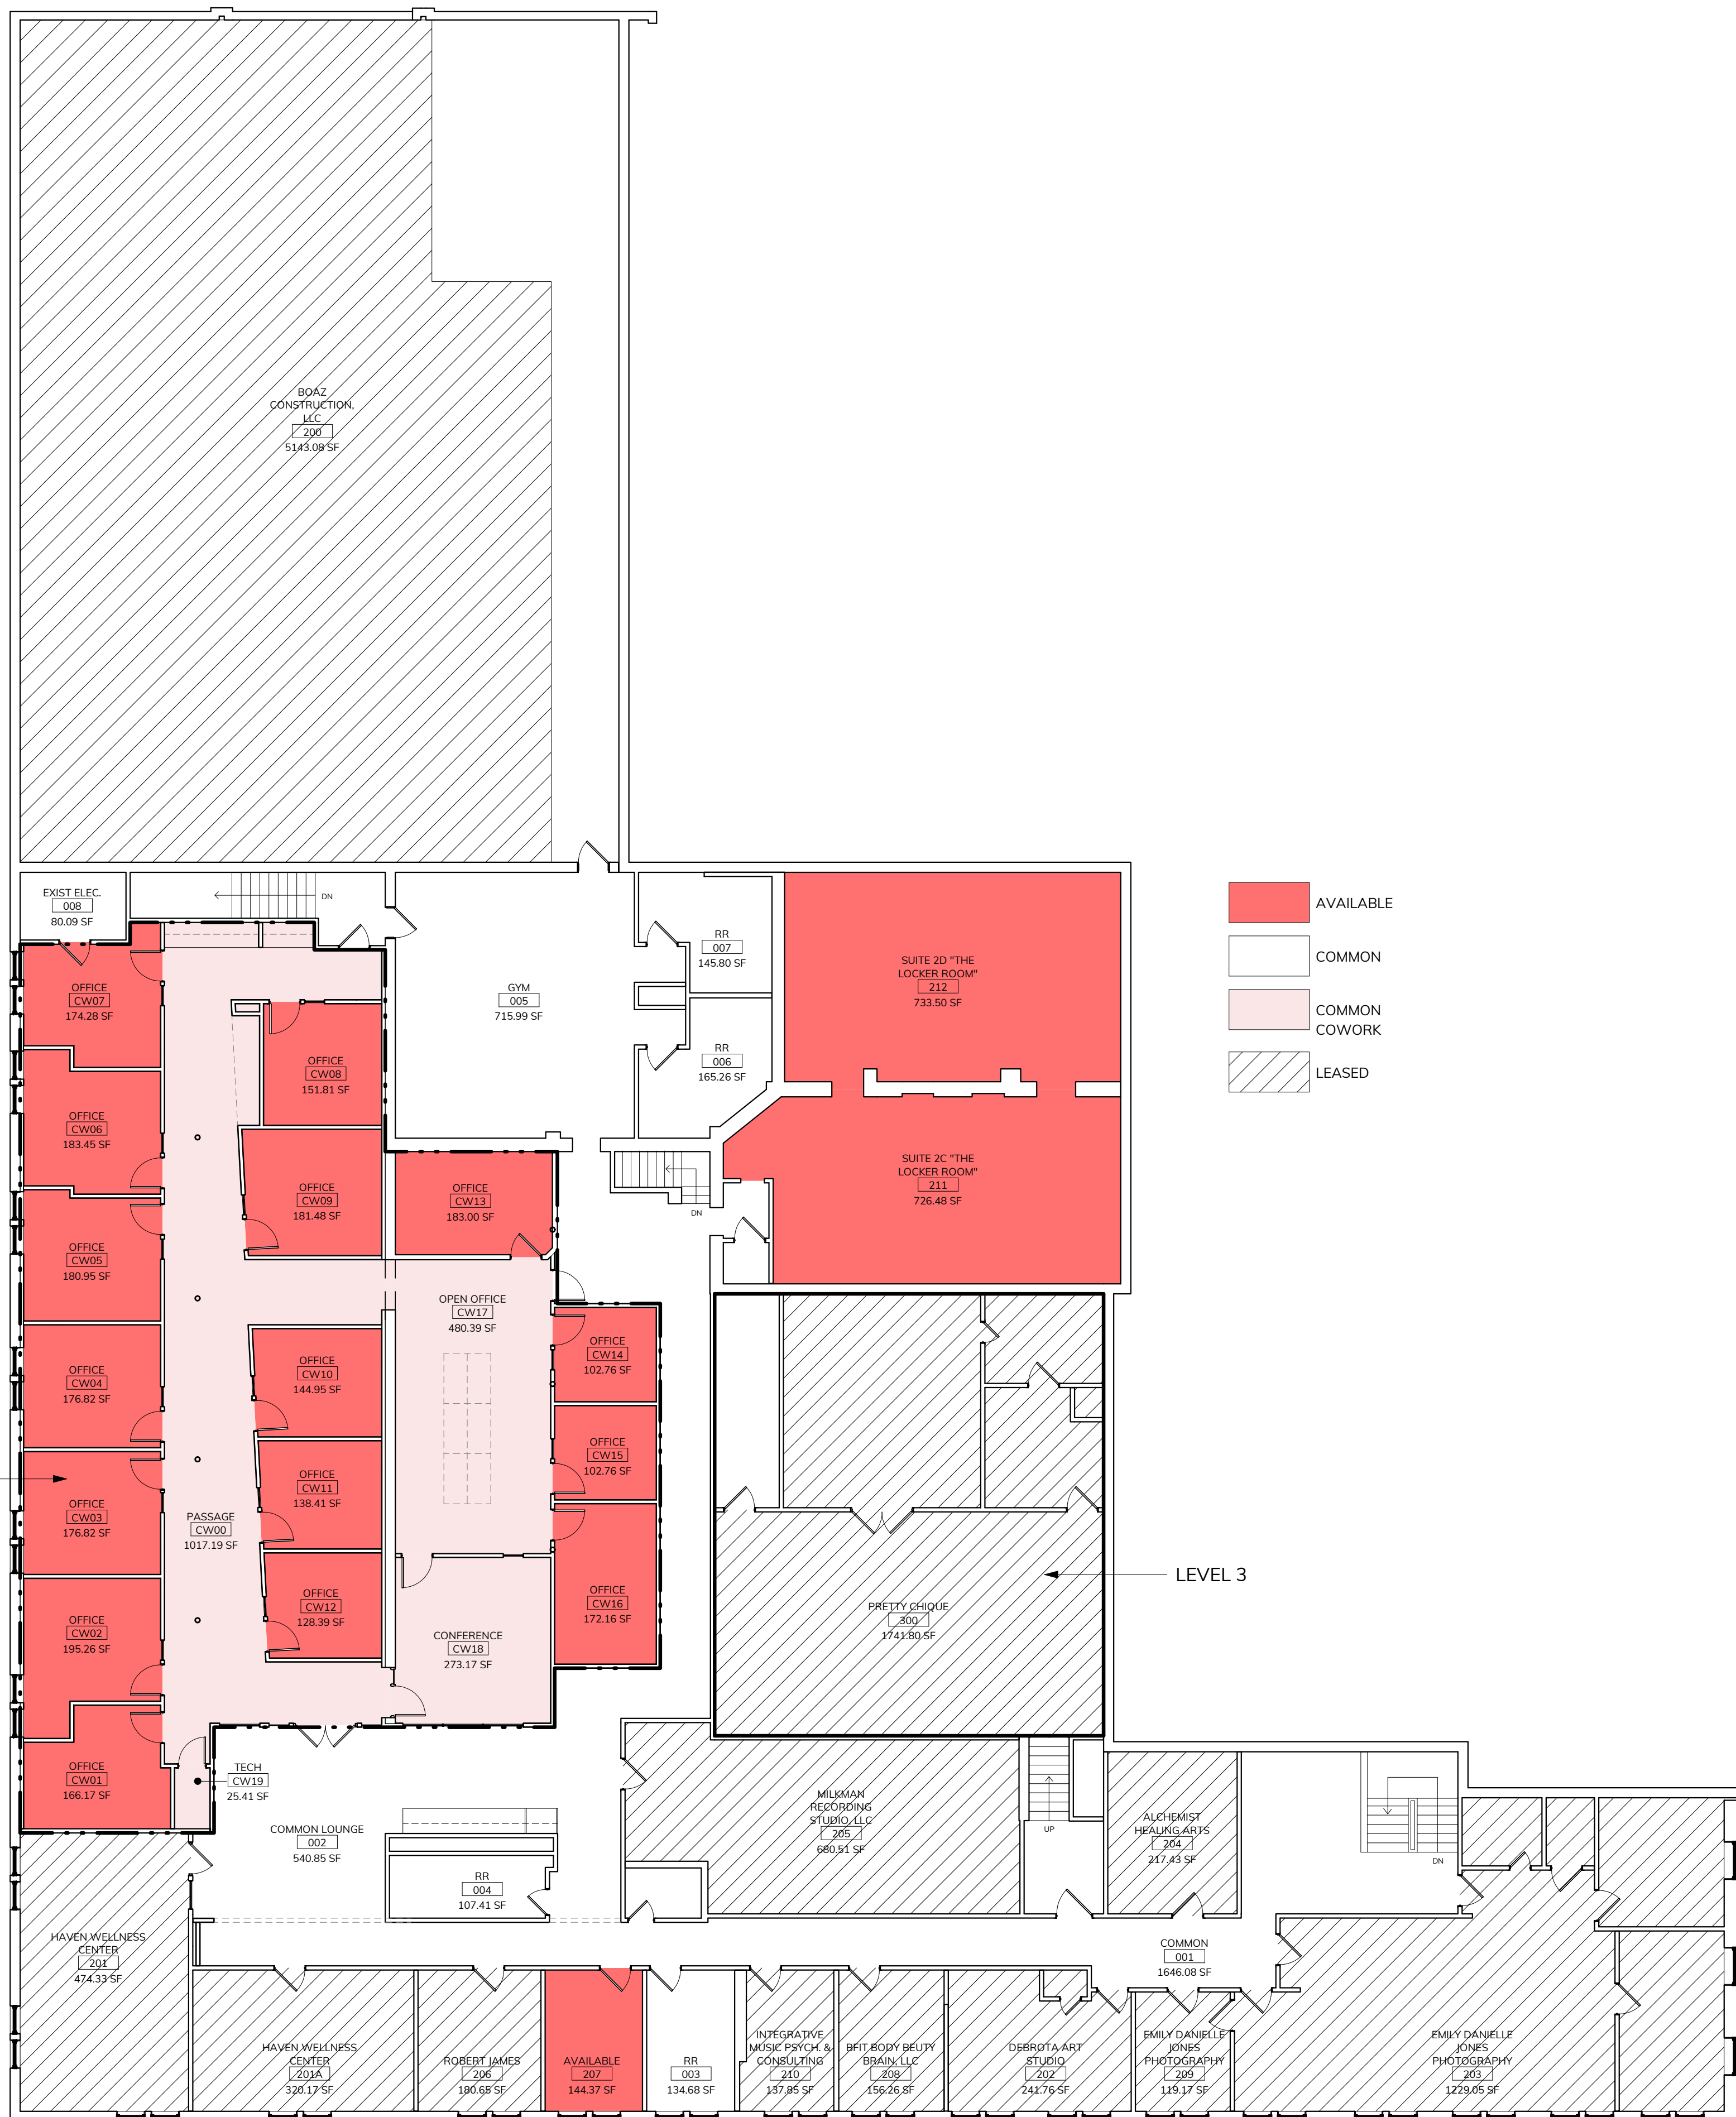 BOAZ
CONSTRUCTION,
LLC
200
5143.08 SF
EXIST ELEC.
008
80.09 SF
DN
AVAILABLE
COMMON
COMMON
COWORK
LEASED
RR
007
145.80 SF
SUITE 2D "THE
LOCKER ROOM"
212
733.50 SF
OFFICE
CW07
174.28 SF
GYM
005
715.99 SF
OFFICE
CW08
151.81 SF
RR
006
165.26 SF
OFFICE
CW06
183.45 SF
SUITE 2C "THE
LOCKER ROOM"
211
726.48 SF
OFFICE
CW09
181.48 SF
OFFICE
CW13
183.00 SF
DN
OFFICE
CW05
180.95 SF
OPEN OFFICE
CW17
480.39 SF
OFFICE
CW14
102.76 SF
OFFICE
CW04
176.82 SF
OFFICE
CW10
144.95 SF
OFFICE
CW15
102.76 SF
OFFICE
CW11
138.41 SF
OFFICE
CW03
176.82 SF
PASSAGE
CW00
1017.19 SF
LEVEL 3
OFFICE
CW12
128.39 SF
OFFICE
CW16
172.16 SF
PRETTY CHIQUE
300
1741.80 SF
OFFICE
CW02
195.26 SF
CONFERENCE
CW18
273.17 SF
OFFICE
CW01
166.17 SF
TECH
CW19
25.41 SF
MILKMAN
RECORDING
STUDIO, LLC
205
680.51 SF
UP
ALCHEMIST
HEALING ARTS
204
217.43 SF
DN
COMMON LOUNGE
002
540.85 SF
RR
004
107.41 SF
HAVEN WELLNESS
CENTER
201
474.33 SF
COMMON
001
1646.08 SF
HAVEN WELLNESS
CENTER
201A
320.17 SF
ROBERT JAMES
206
180.65 SF
AVAILABLE
207
144.37 SF
RR
003
134.68 SF
INTEGRATIVE
MUSIC PSYCH. &
CONSULTING
210
137.85 SF
BFIT BODY BEUTY
BRAIN, LLC
208
156.26 SF
DEBROTA ART
STUDIO
202
241.76 SF
EMILY DANIELLE
JONES
PHOTOGRAPHY
209
119.17 SF
EMILY DANIELLE
JONES
PHOTOGRAPHY
203
1229.05 SF